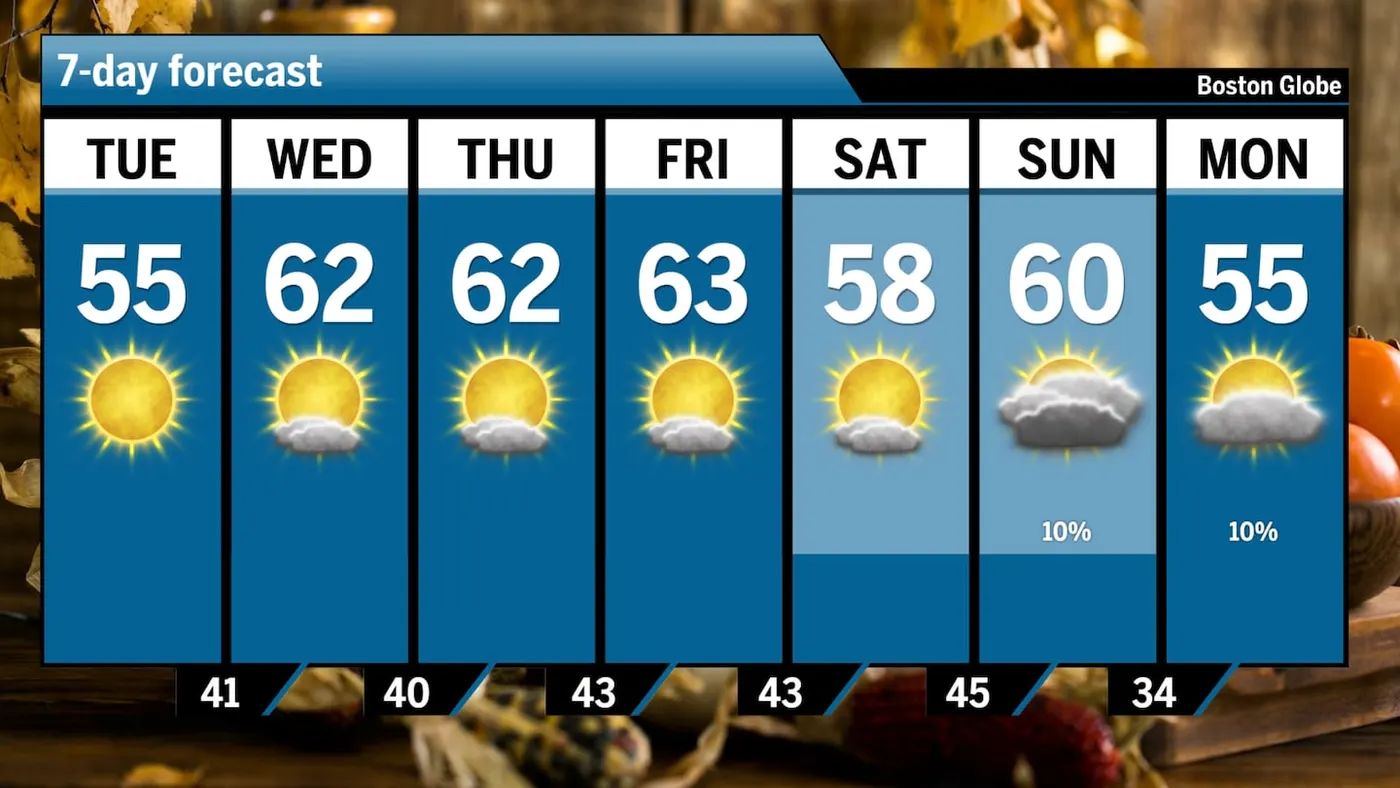 7-day forecast
Boston Globe
TUE WED THU FRI SAT SUN MON
55 62 62 63 58 60 55
10% 10%
41 40 43 43 45 34